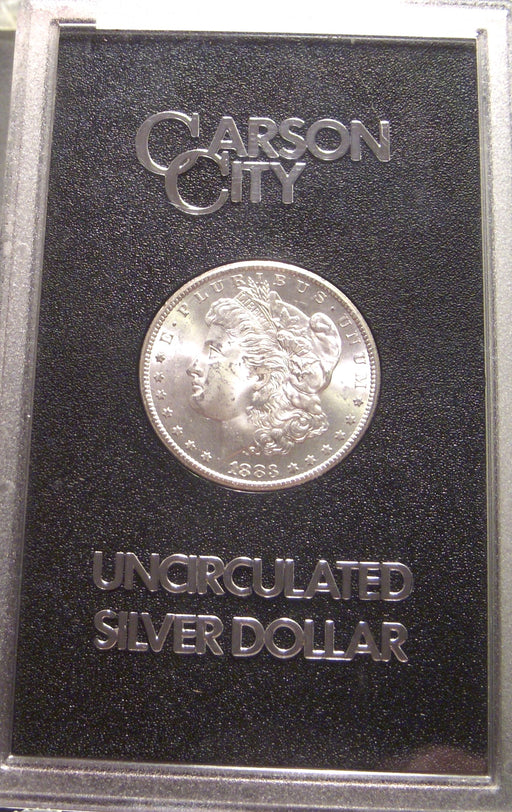 CARSON
CITY
E·PLURIBUS·UNUM
1883
UNCIRCULATED
SILVER DOLLAR